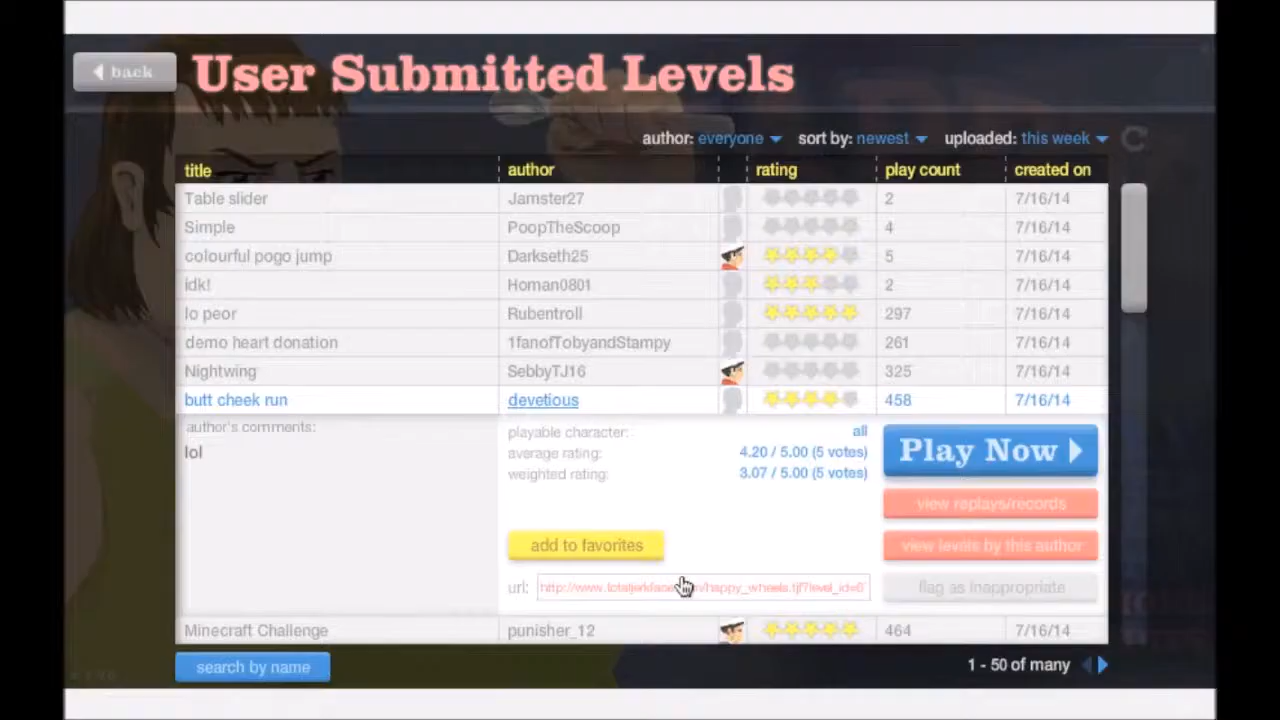 back
User Submitted Levels
author: everyone sort by: newest uploaded: this week
title author rating play count created on
Table slider Jamster27 2 7/16/14
Simple PoopTheScoop 4 7/16/14
colourful pogo jump Darkseth25 5 7/16/14
idk! Homan0801 2 7/16/14
lo peor Rubentroll 297 7/16/14
demo heart donation 1fanofTobyandStampy 261 7/16/14
Nightwing SebbyTJ16 325 7/16/14
butt cheek run devetious 458 7/16/14
author's comments:
lol
playable character: all
average rating: 4.20 / 5.00 (5 votes)
weighted rating: 3.07 / 5.00 (5 votes)
Play Now
view replays/records
add to favorites
view levels by this author
url:
flag as inappropriate
Minecraft Challenge punisher_12 464 7/16/14
search by name
1 - 50 of many